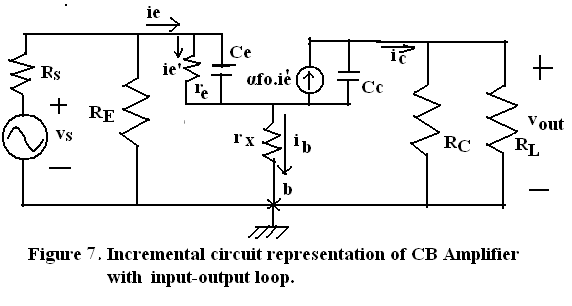 ie
Rs
+
vs
—
RE
ie'
re
Ce
αfo.ie'
Cc
ic
rx
ib
b
RC
RL
+
vout
—
Figure 7. Incremental circuit representation of CB Amplifier
with input-output loop.